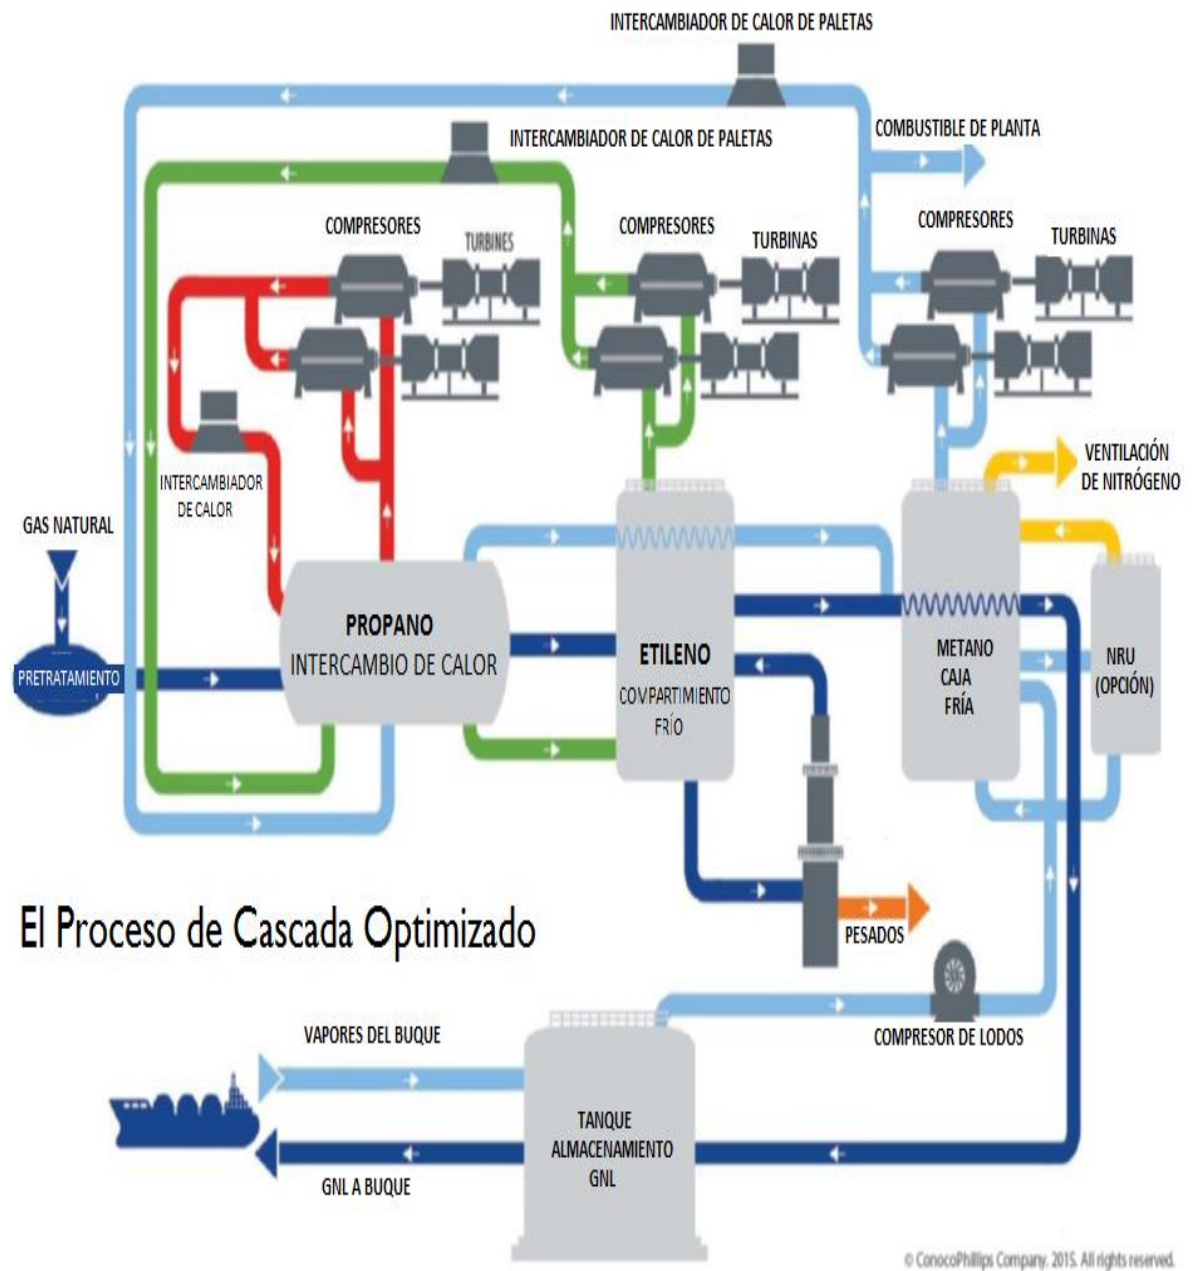 INTERCAMBIADOR DE CALOR DE PALETAS
COMBUSTIBLE DE PLANTA
INTERCAMBIADOR DE CALOR DE PALETAS
COMPRESORES
TURBINES
COMPRESORES
TURBINAS
COMPRESORES
TURBINAS
INTERCAMBIADOR
DE CALOR
VENTILACIÓN
DE NITRÓGENO
GAS NATURAL
PRETRATAMIENTO
PROPANO
INTERCAMBIO DE CALOR
ETILENO
COMPARTIMIENTO
FRÍO
METANO
CAJA
FRÍA
NRU
(OPCIÓN)
El Proceso de Cascada Optimizado
PESADOS
COMPRESOR DE LODOS
VAPORES DEL BUQUE
TANQUE
ALMACENAMIENTO
GNL
GNL A BUQUE
© ConocoPhillips Company. 2015. All rights reserved.